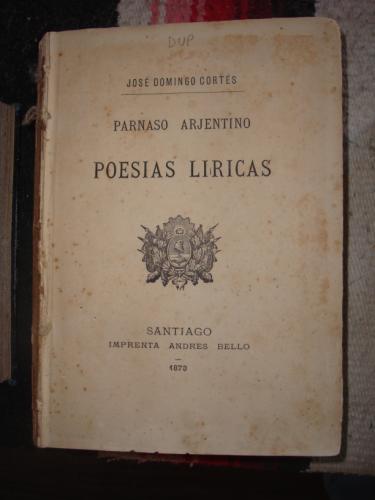 DUP
JOSÉ DOMINGO CORTÉS
PARNASO ARJENTINO
POESIAS LIRICAS
SANTIAGO
IMPRENTA ANDRES BELLO
1873